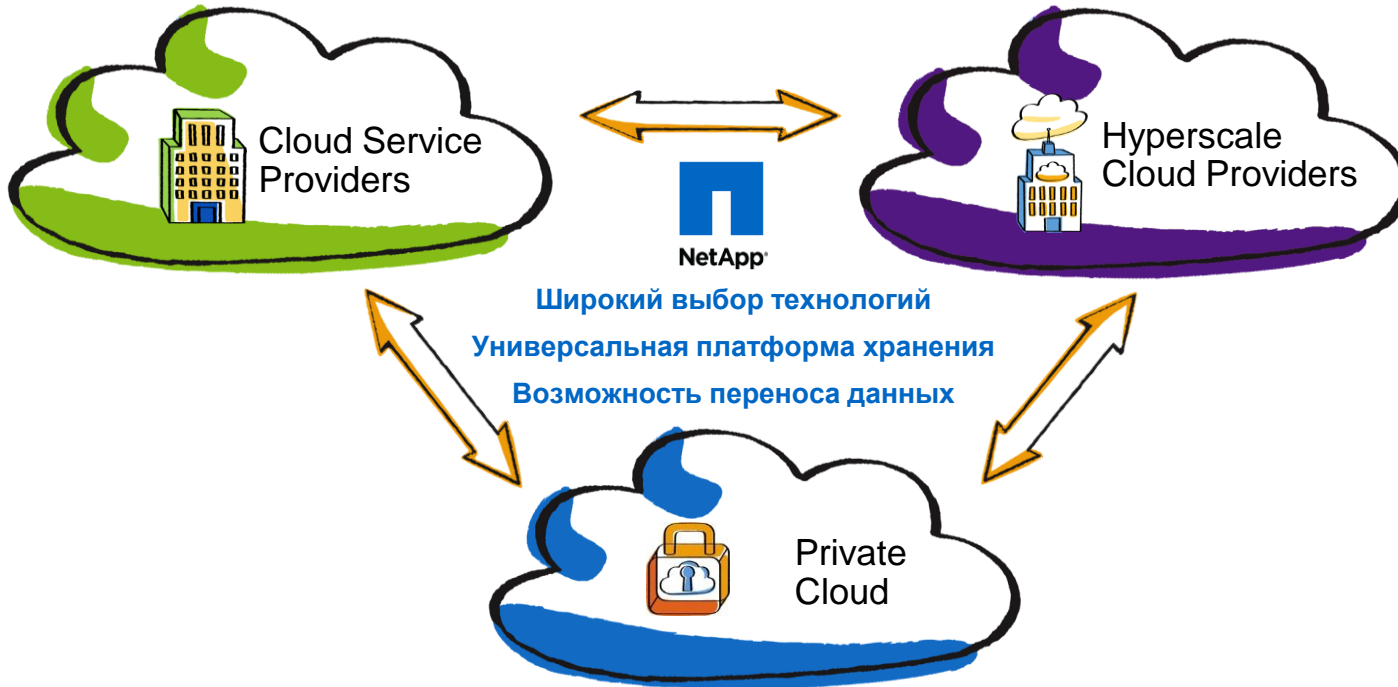 Cloud Service
Providers
Hyperscale
Cloud Providers
NetApp®
Широкий выбор технологий
Универсальная платформа хранения
Возможность переноса данных
Private
Cloud